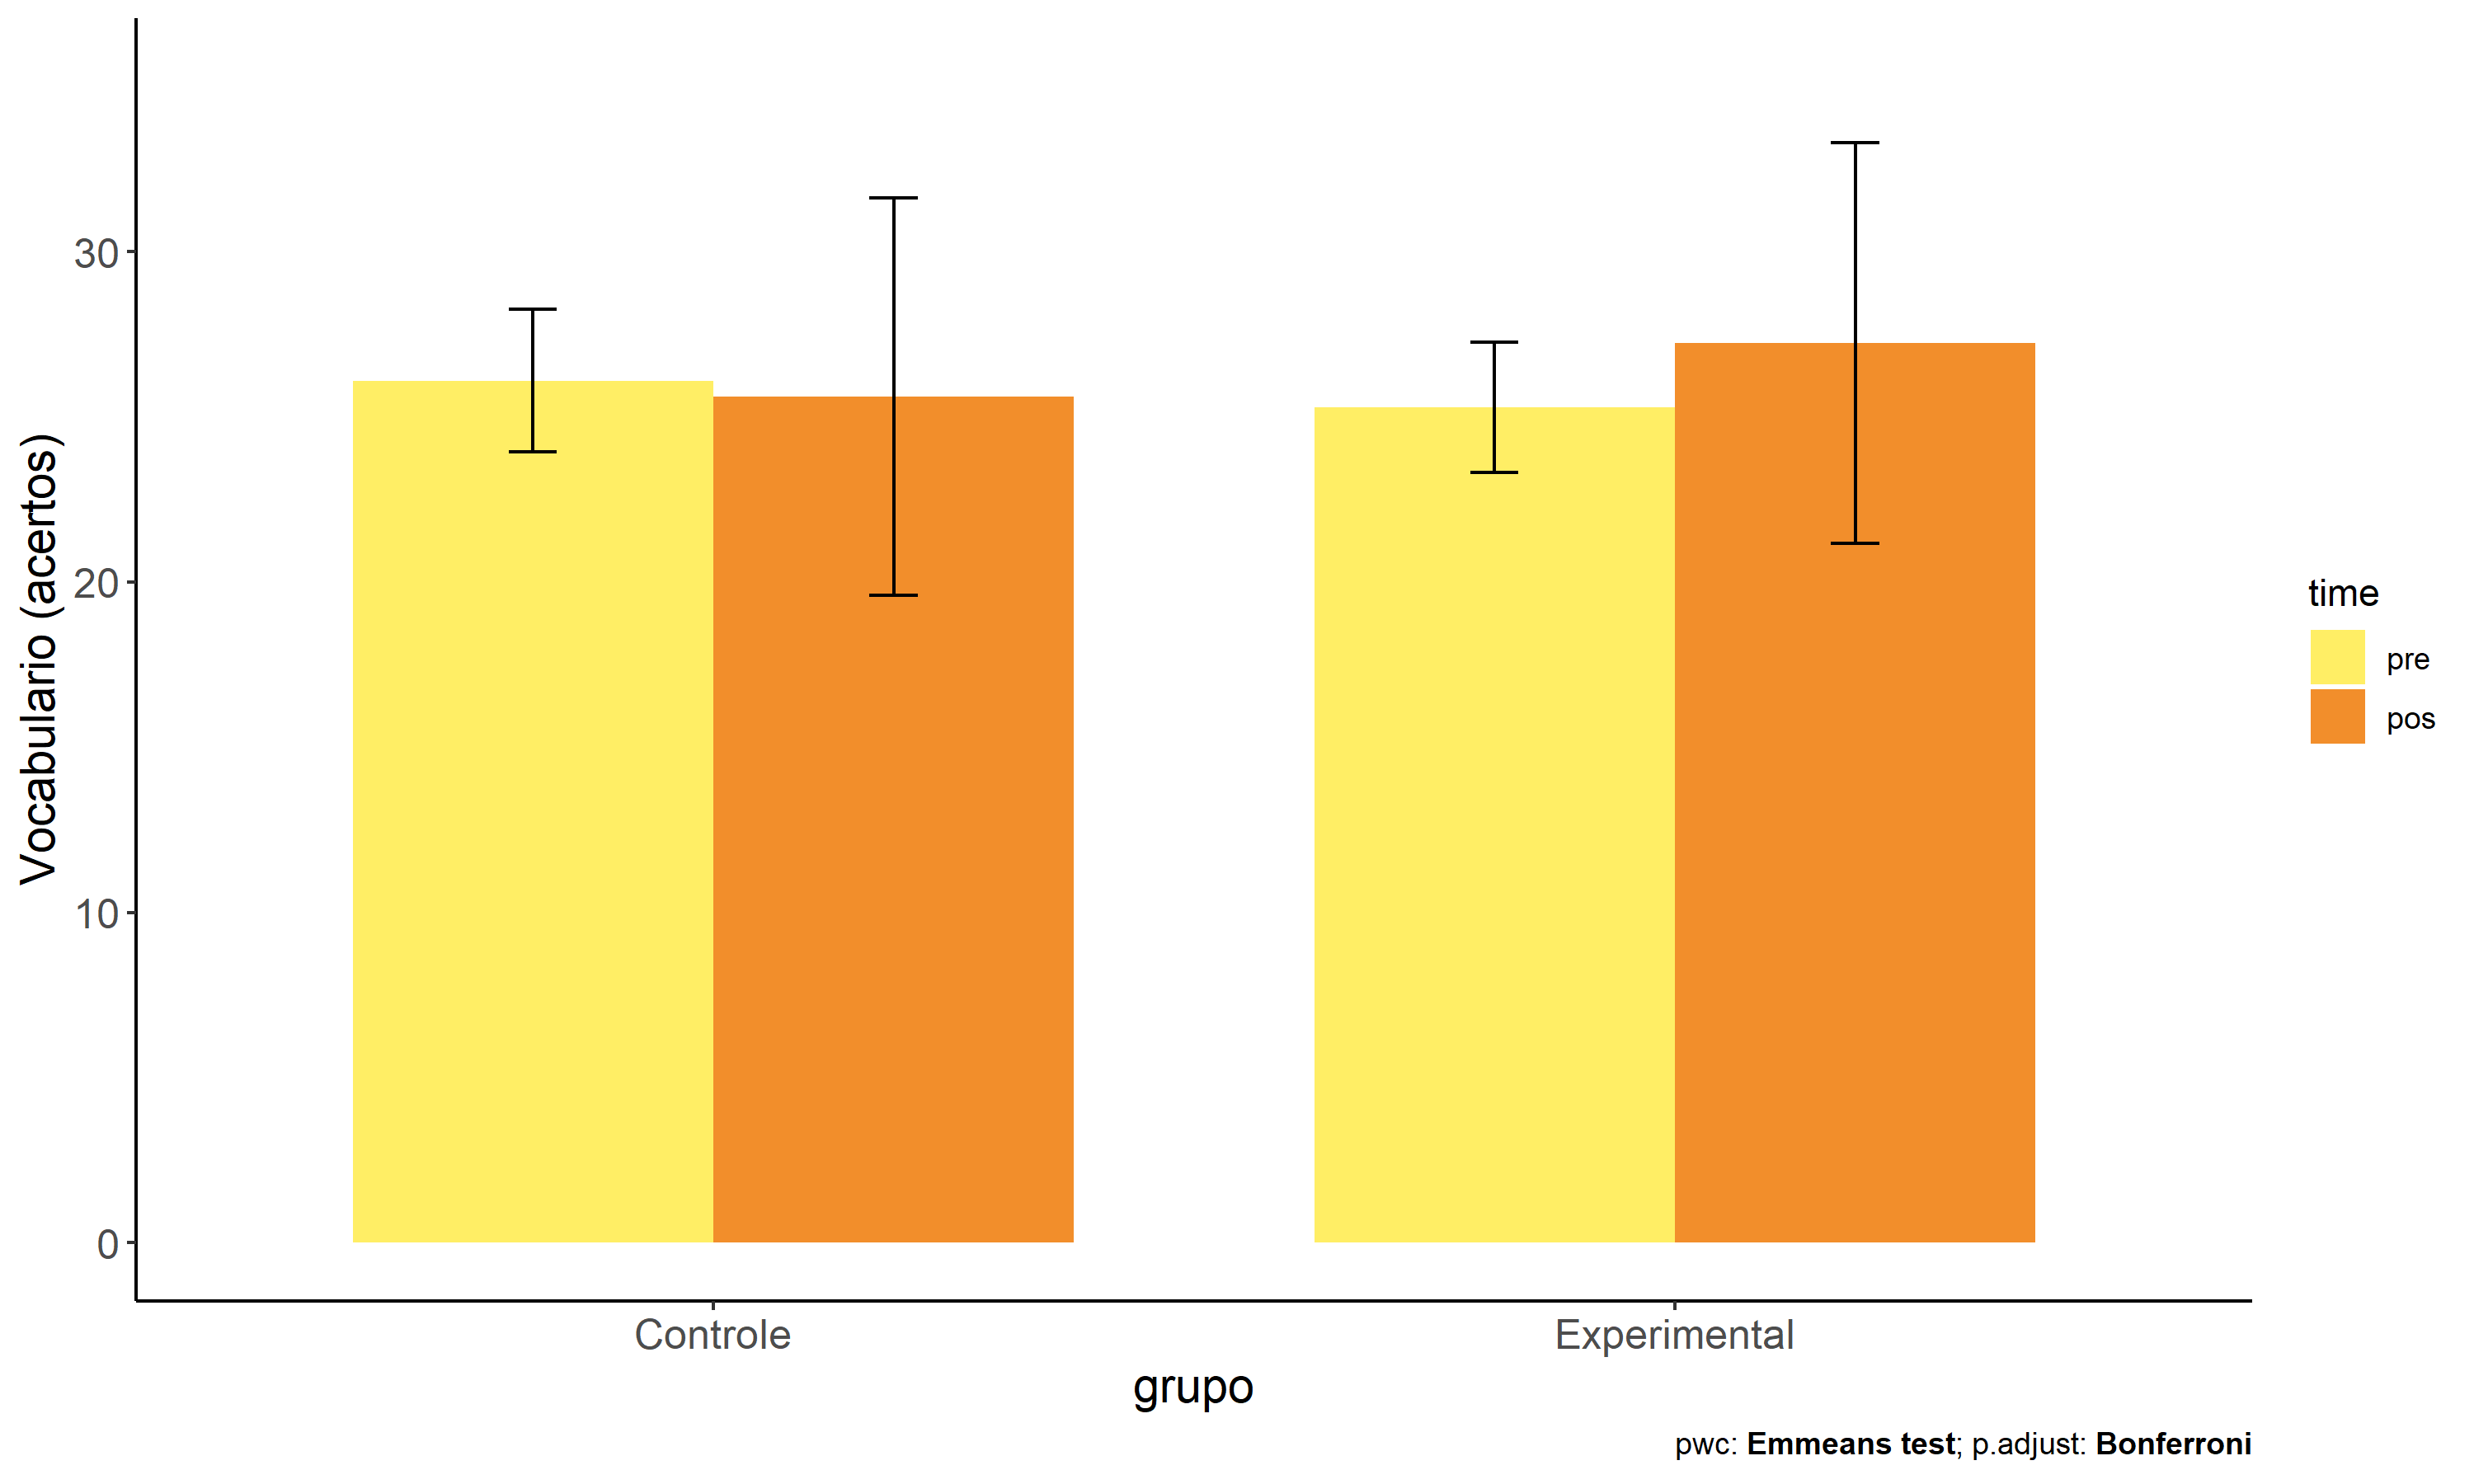 Vocabulario (acertos)
30
20
10
0
Controle
Experimental
grupo
time
pre
pos
pwc: Emmeans test; p.adjust: Bonferroni